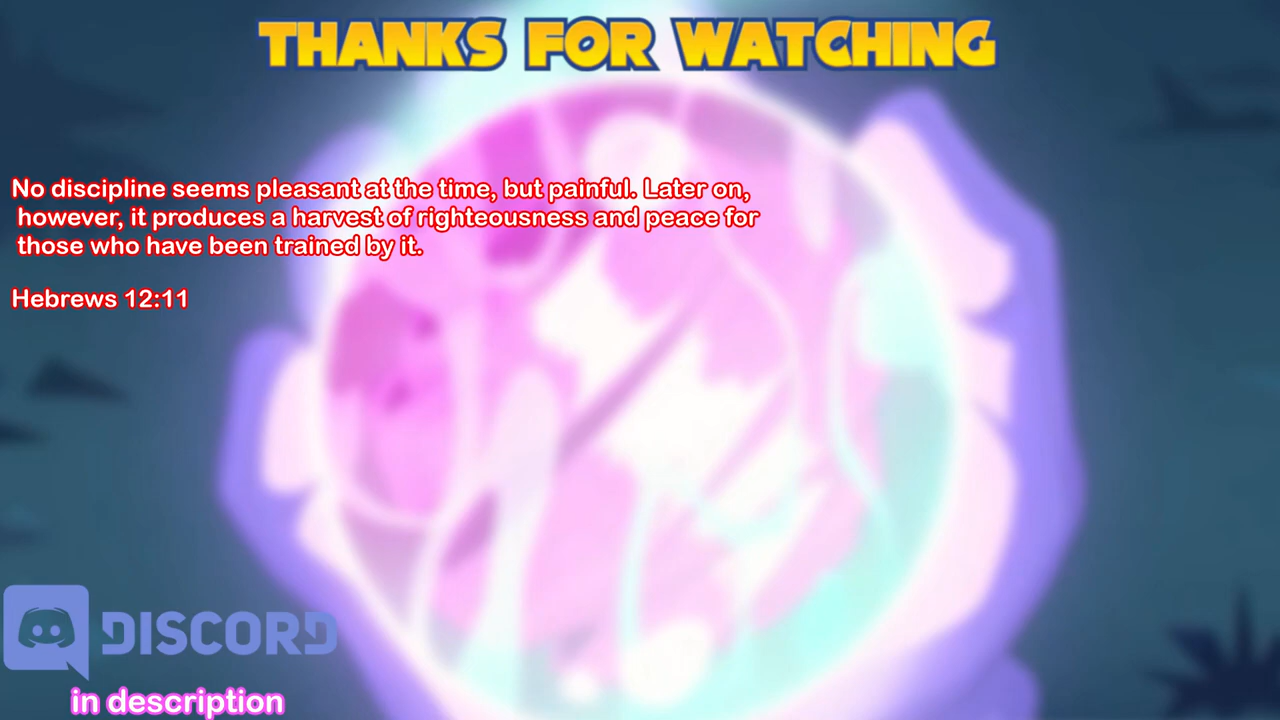 THANKS FOR WATCHING
No discipline seems pleasant at the time, but painful. Later on,
however, it produces a harvest of righteousness and peace for
those who have been trained by it.
Hebrews 12:11
DISCORD
in description